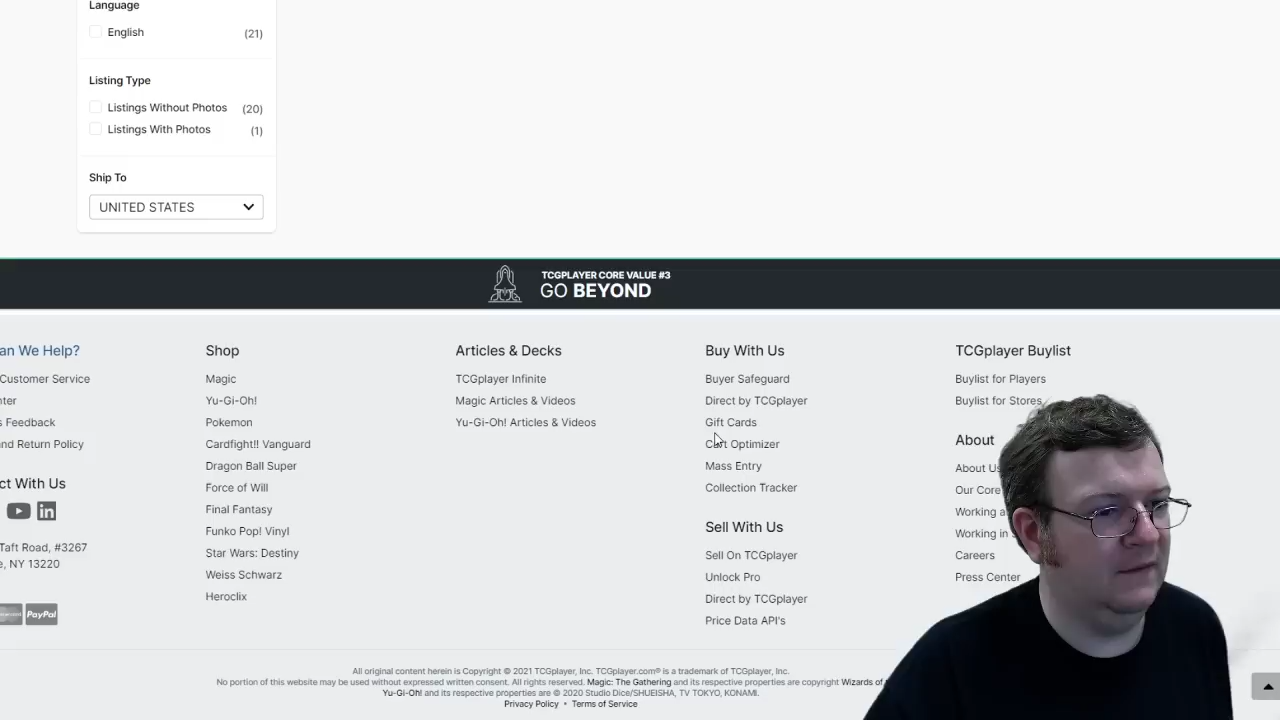 Language
English (21)
Listing Type
Listings Without Photos (20)
Listings With Photos (1)
Ship To
UNITED STATES
TCGPLAYER CORE VALUE #3
GO BEYOND
an We Help?
Customer Service
nter
s Feedback
and Return Policy
ct With Us
Taft Road, #3267
e, NY 13220
PayPal
Shop
Magic
Yu-Gi-Oh!
Pokemon
Cardfight!! Vanguard
Dragon Ball Super
Force of Will
Final Fantasy
Funko Pop! Vinyl
Star Wars: Destiny
Weiss Schwarz
Heroclix
Articles & Decks
TCGplayer Infinite
Magic Articles & Videos
Yu-Gi-Oh! Articles & Videos
Buy With Us
Buyer Safeguard
Direct by TCGplayer
Gift Cards
Cart Optimizer
Mass Entry
Collection Tracker
Sell With Us
Sell On TCGplayer
Unlock Pro
Direct by TCGplayer
Price Data API's
TCGplayer Buylist
Buylist for Players
Buylist for Stores
About
About Us
Our Core
Working a
Working in
Careers
Press Center
All original content herein is Copyright © 2021 TCGplayer, Inc. TCGplayer.com® is a trademark of TCGplayer, Inc.
No portion of this website may be used without expressed written consent. All rights reserved. Magic: The Gathering and its respective properties are copyright Wizards of
Yu-Gi-Oh! and its respective properties are © 2020 Studio Dice/SHUEISHA, TV TOKYO, KONAMI.
Privacy Policy • Terms of Service